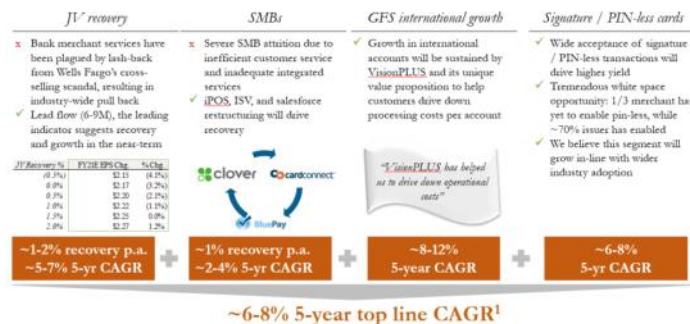 JV recovery
x Bank merchant services have
been plagued by lash-back
from Wells Fargo's cross-
selling scandal, resulting in
industry-wide pull back
✓ Lead flow (6-9M), the leading
indicator suggests recovery
and growth in the near-term
JV Recovery % FY21E EPS Chg. % Chg.
(0.5%) $2.15 (4.1%)
0.0% $2.17 (3.2%)
0.5% $2.20 (2.1%)
1.0% $2.22 (1.1%)
1.5% $2.25 0.0%
2.0% $2.27 1.2%
~1-2% recovery p.a.
~5-7% 5-yr CAGR
SMBs
x Severe SMB attrition due to
inefficient customer service
and inadequate integrated
services
✓ iPOS, ISV, and salesforce
restructuring will drive
recovery
clover
cardconnect
BluePay
~1% recovery p.a.
~2-4% 5-yr CAGR
GFS international growth
✓ Growth in international
accounts will be sustained by
VisionPLUS and its unique
value proposition to help
customers drive down
processing costs per account
"VisionPLUS has helped
us to drive down operational
costs"
~8-12%
5-year CAGR
Signature / PIN-less cards
✓ Wide acceptance of signature
/ PIN-less transactions will
drive higher yield
✓ Tremendous white space
opportunity: 1/3 merchant ha
yet to enable pin-less, while
~70% issuer has enabled
✓ We believe this segment will
grow in-line with wider
industry adoption
~6-8%
5-yr CAGR
~6-8% 5-year top line CAGR¹